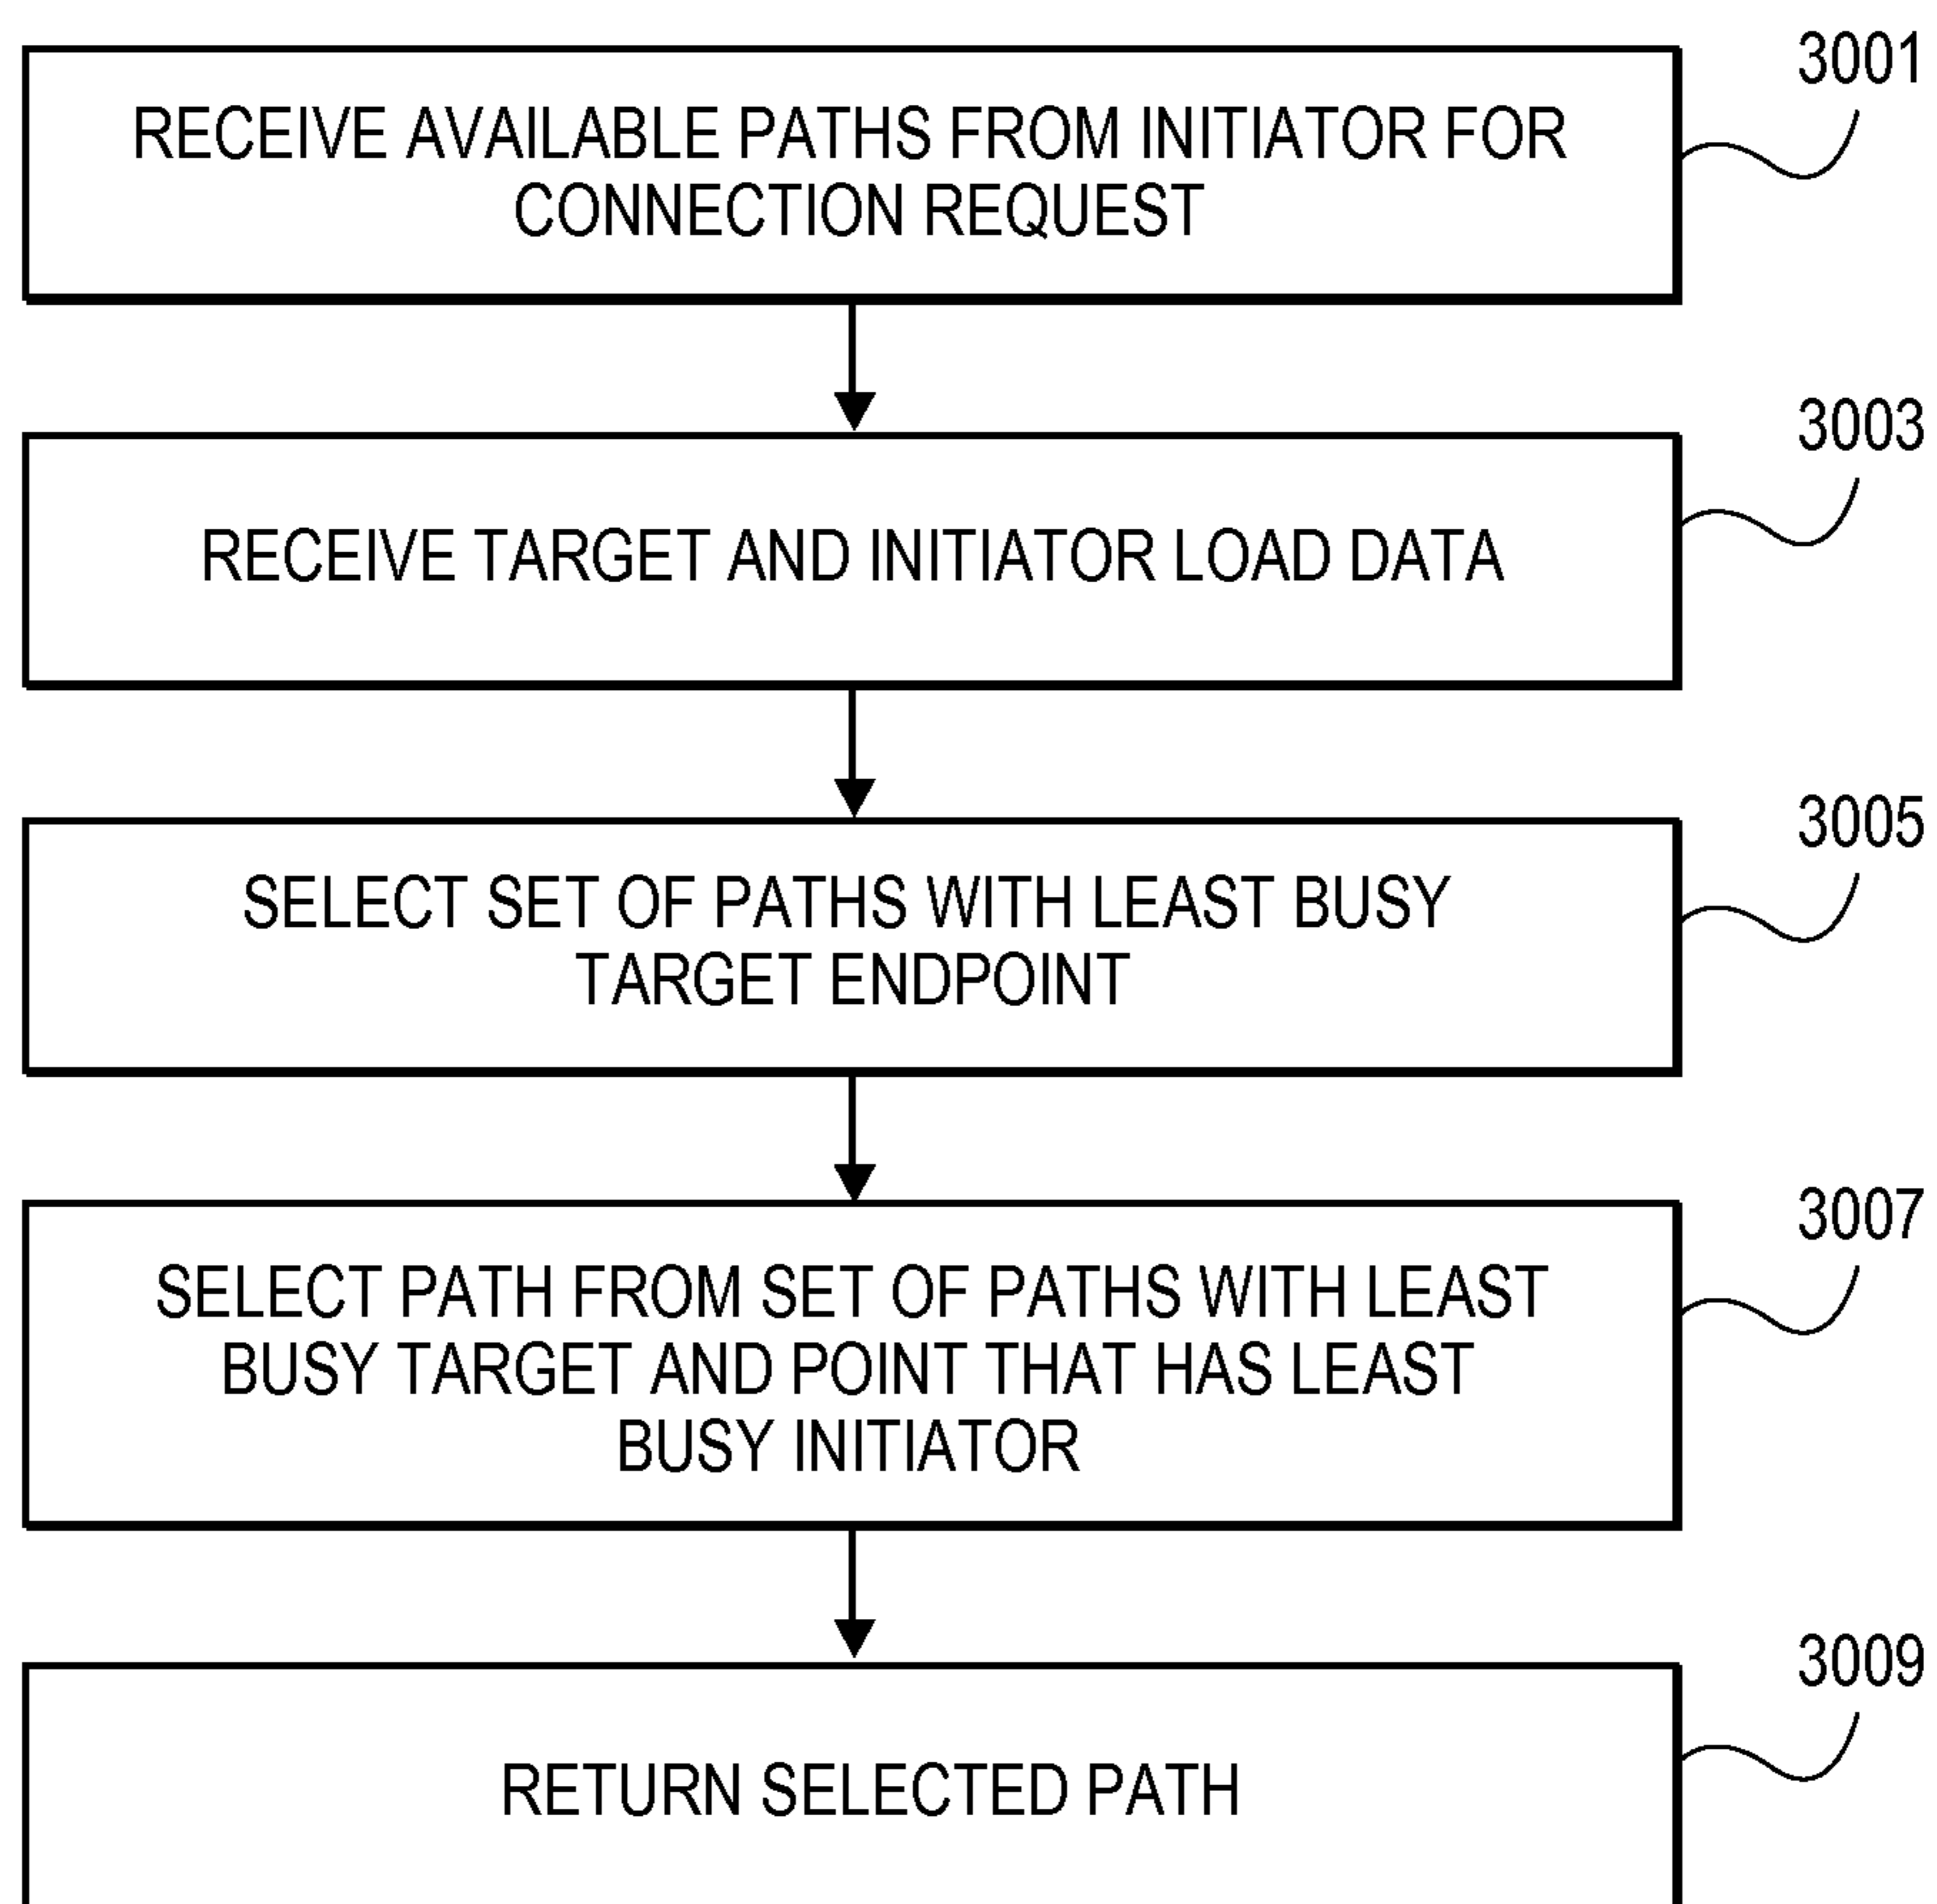 3001
RECEIVE AVAILABLE PATHS FROM INITIATOR FOR
CONNECTION REQUEST
3003
RECEIVE TARGET AND INITIATOR LOAD DATA
3005
SELECT SET OF PATHS WITH LEAST BUSY
TARGET ENDPOINT
3007
SELECT PATH FROM SET OF PATHS WITH LEAST
BUSY TARGET AND POINT THAT HAS LEAST
BUSY INITIATOR
3009
RETURN SELECTED PATH